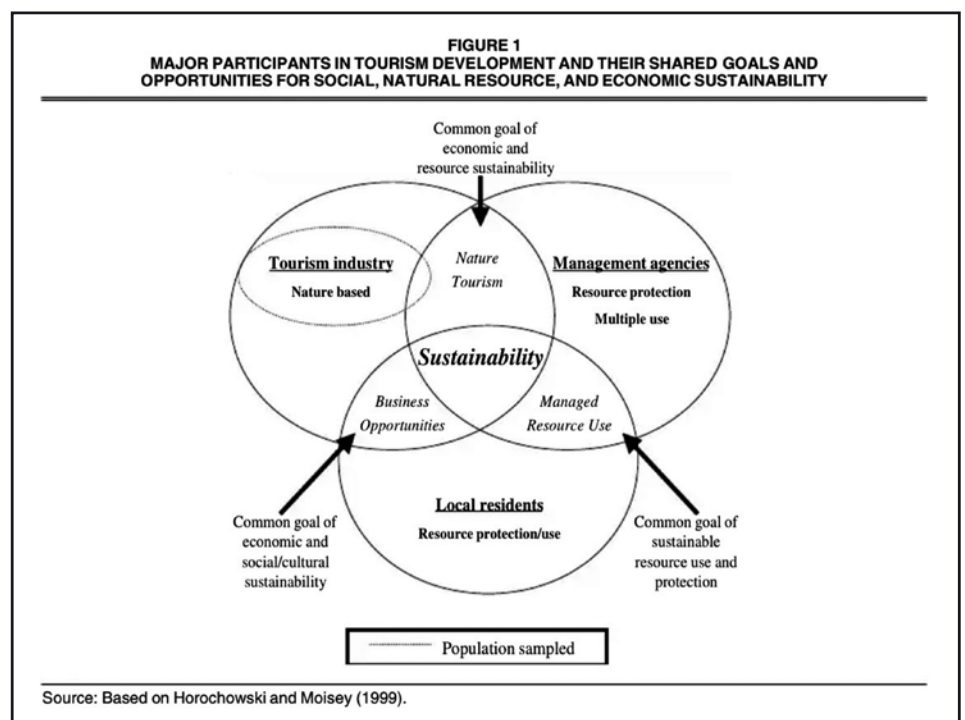 FIGURE 1
MAJOR PARTICIPANTS IN TOURISM DEVELOPMENT AND THEIR SHARED GOALS AND
OPPORTUNITIES FOR SOCIAL, NATURAL RESOURCE, AND ECONOMIC SUSTAINABILITY
Common goal of
economic and
resource sustainability
Tourism industry
Nature based
Nature
Tourism
Management agencies
Resource protection
Multiple use
Sustainability
Business
Opportunities
Managed
Resource Use
Local residents
Resource protection/use
Common goal of
economic and
social/cultural
sustainability
Common goal of
sustainable
resource use and
protection
Population sampled
Source: Based on Horochowski and Moisey (1999).